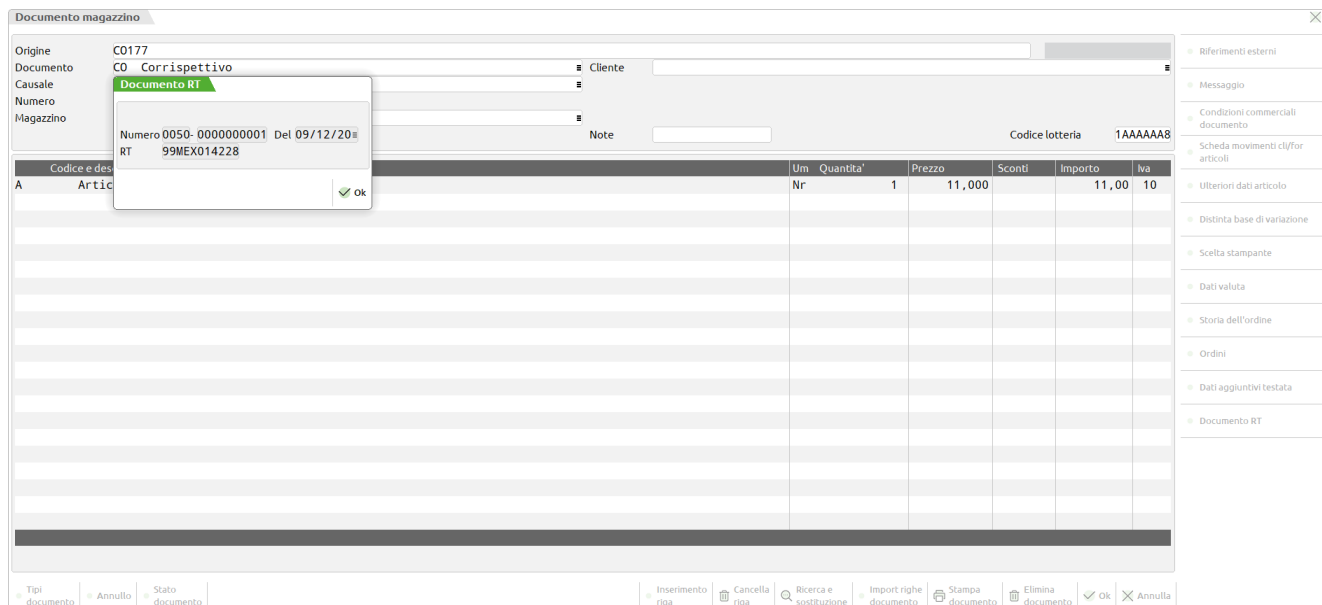 Documento magazzino
Origine C0177
Documento CO Corrispettivo Cliente
Causale
Numero
Magazzino
Note Codice lotteria 1AAAAAA8
Documento RT
Numero 0050- 0000000001 Del 09/12/20
RT 99MEX014228
Ok
Codice e des Um Quantita' Prezzo Sconti Importo Iva
A Artic Nr 1 11,000 11,00 10
Riferimenti esterni
Messaggio
Condizioni commerciali
documento
Scheda movimenti cli/for
articoli
Ulteriori dati articolo
Distinta base di variazione
Scelta stampante
Dati valuta
Storia dell'ordine
Ordini
Dati aggiuntivi testata
Documento RT
Tipi
documento
Annullo
Stato
documento
Inserimento
riga
Cancella
riga
Ricerca e
sostituzione
Import righe
documento
Stampa
documento
Elimina
documento
Ok
Annulla